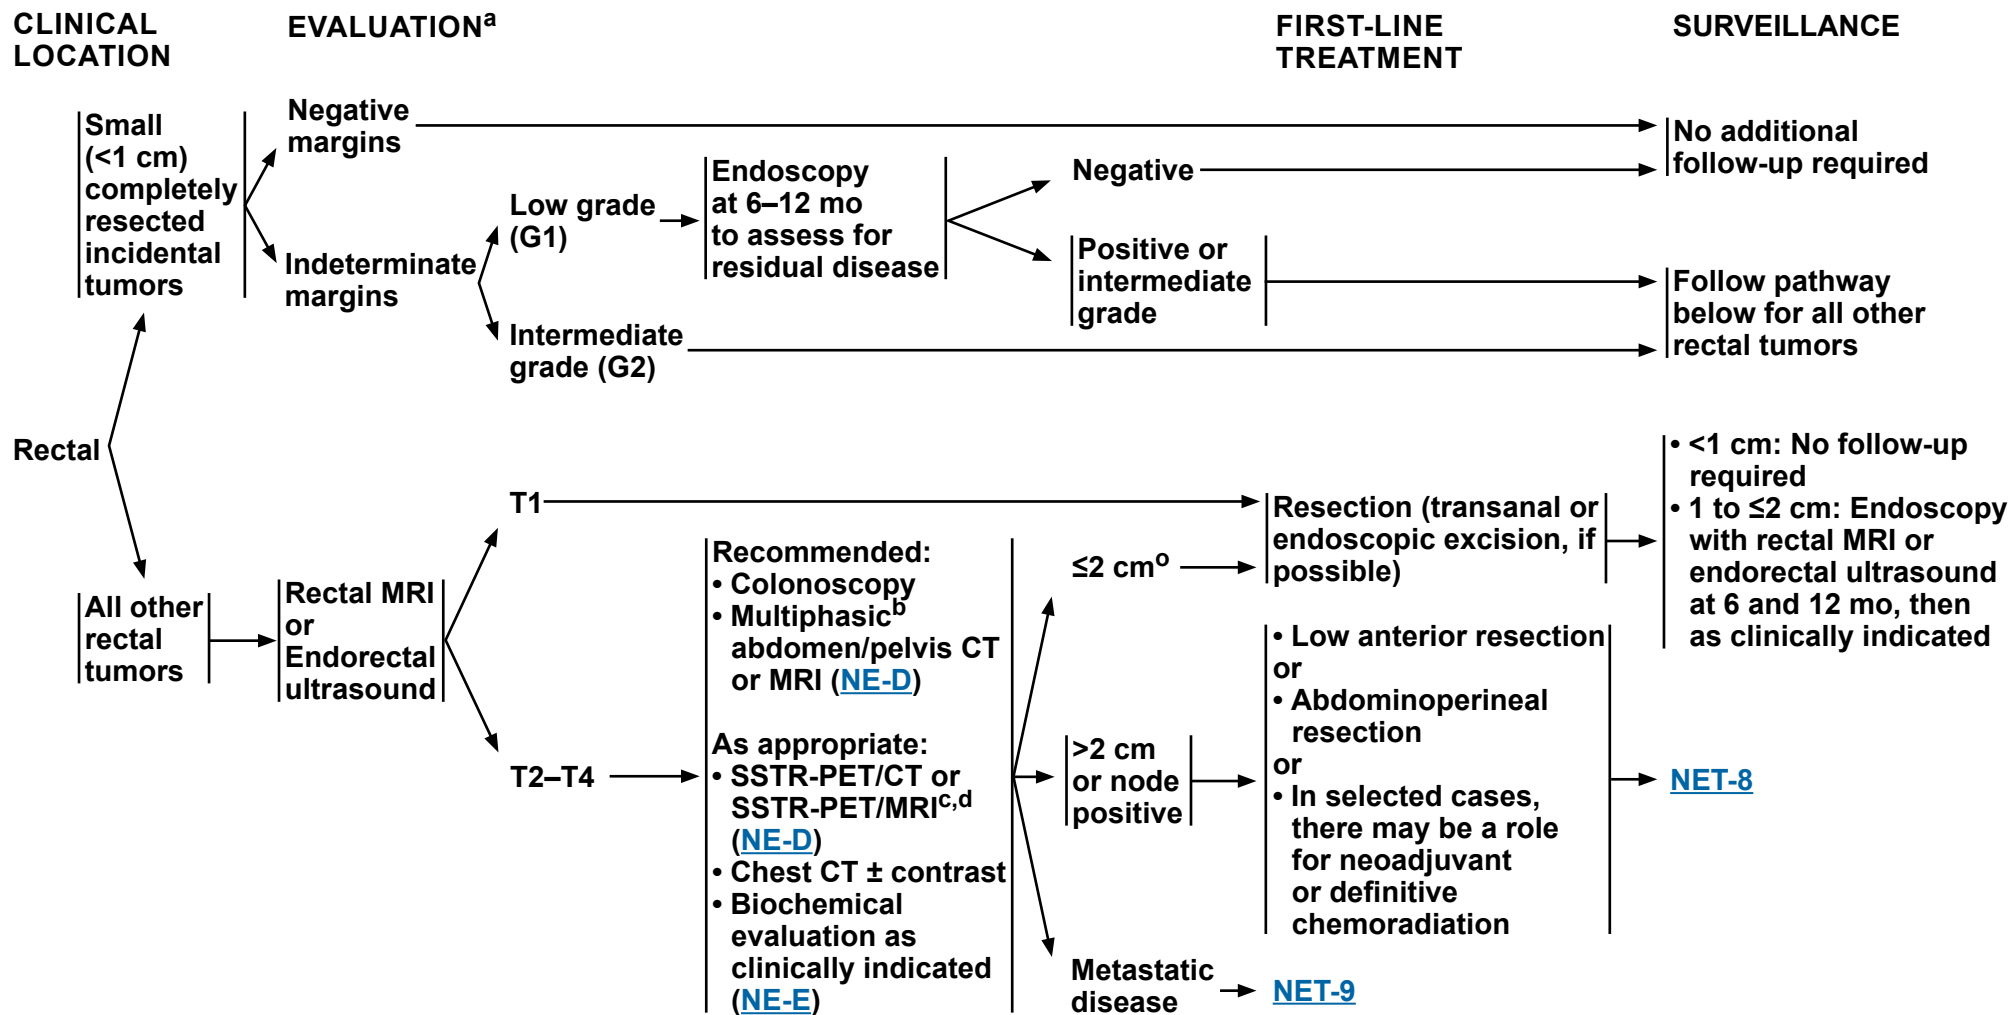 CLINICAL
LOCATION
EVALUATIONa
FIRST-LINE
TREATMENT
SURVEILLANCE
Small
(<1 cm)
completely
resected
incidental
tumors
Negative
margins
Indeterminate
margins
Low grade
(G1)
Intermediate
grade (G2)
Endoscopy
at 6–12 mo
to assess for
residual disease
Negative
Positive or
intermediate
grade
No additional
follow-up required
Follow pathway
below for all other
rectal tumors
Rectal
All other
rectal
tumors
Rectal MRI
or
Endorectal
ultrasound
T1
T2–T4
Recommended:
• Colonoscopy
• Multiphasicb
abdomen/pelvis CT
or MRI (NE-D)
As appropriate:
• SSTR-PET/CT or
SSTR-PET/MRIc,d
(NE-D)
• Chest CT ± contrast
• Biochemical
evaluation as
clinically indicated
(NE-E)
≤2 cmo
>2 cm
or node
positive
Metastatic
disease
Resection (transanal or
endoscopic excision, if
possible)
• Low anterior resection
or
• Abdominoperineal
resection
or
• In selected cases,
there may be a role
for neoadjuvant
or definitive
chemoradiation
NET-9
• <1 cm: No follow-up
required
• 1 to ≤2 cm: Endoscopy
with rectal MRI or
endorectal ultrasound
at 6 and 12 mo, then
as clinically indicated
NET-8